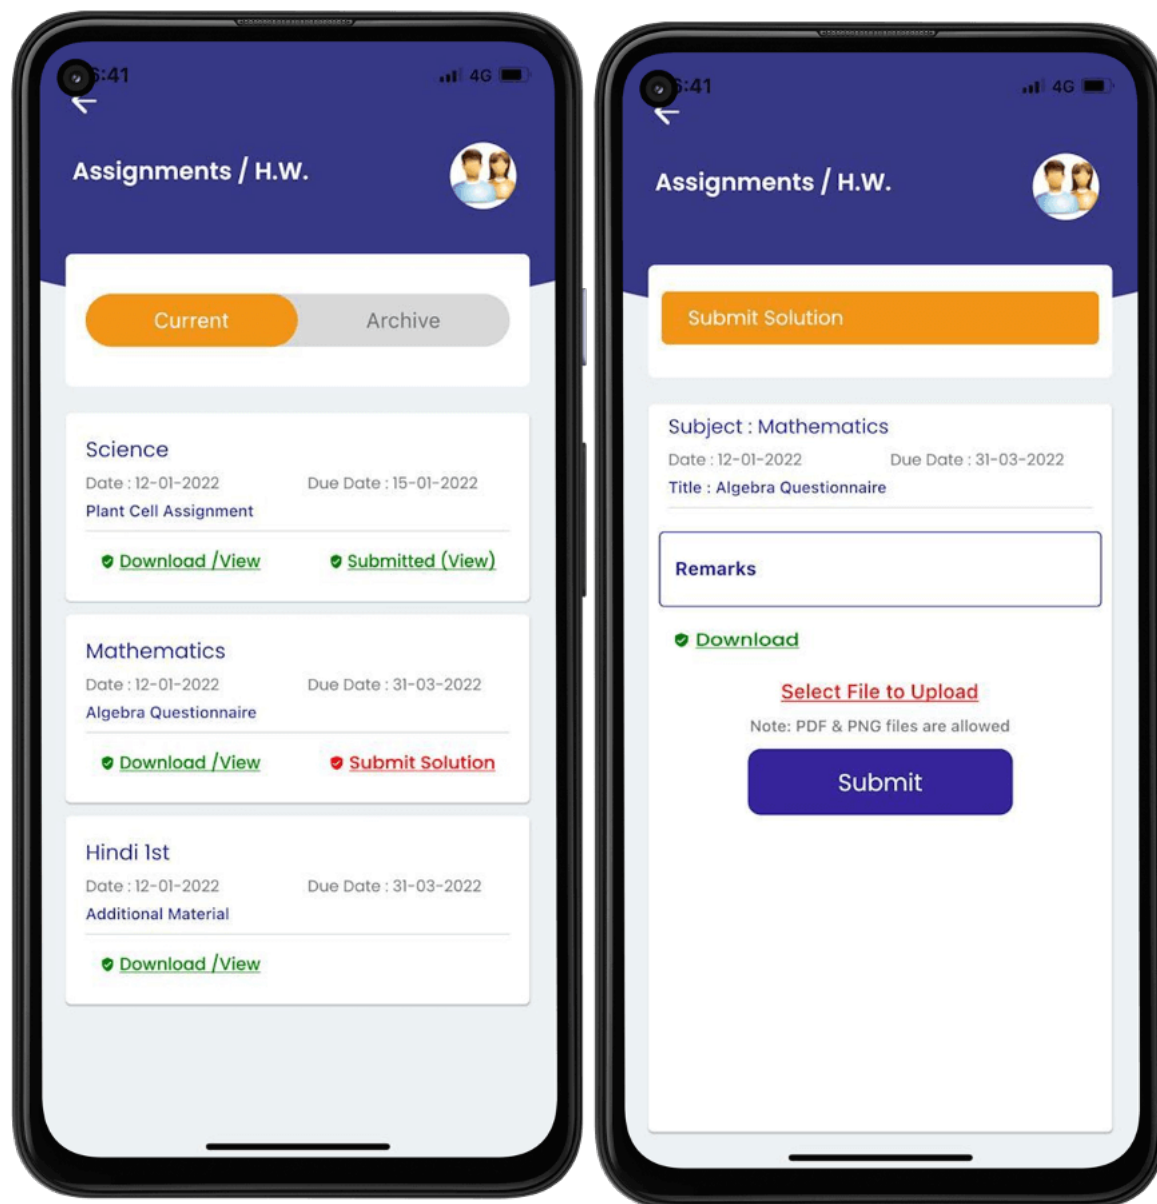 6:41
4G
Assignments / H.W.
Current
Archive
Science
Date : 12-01-2022
Due Date : 15-01-2022
Plant Cell Assignment
Download /View
Submitted (View)
Mathematics
Date : 12-01-2022
Due Date : 31-03-2022
Algebra Questionnaire
Download /View
Submit Solution
Hindi 1st
Date : 12-01-2022
Due Date : 31-03-2022
Additional Material
Download /View
6:41
4G
Assignments / H.W.
Submit Solution
Subject : Mathematics
Date : 12-01-2022
Due Date : 31-03-2022
Title : Algebra Questionnaire
Remarks
Download
Select File to Upload
Note: PDF & PNG files are allowed
Submit